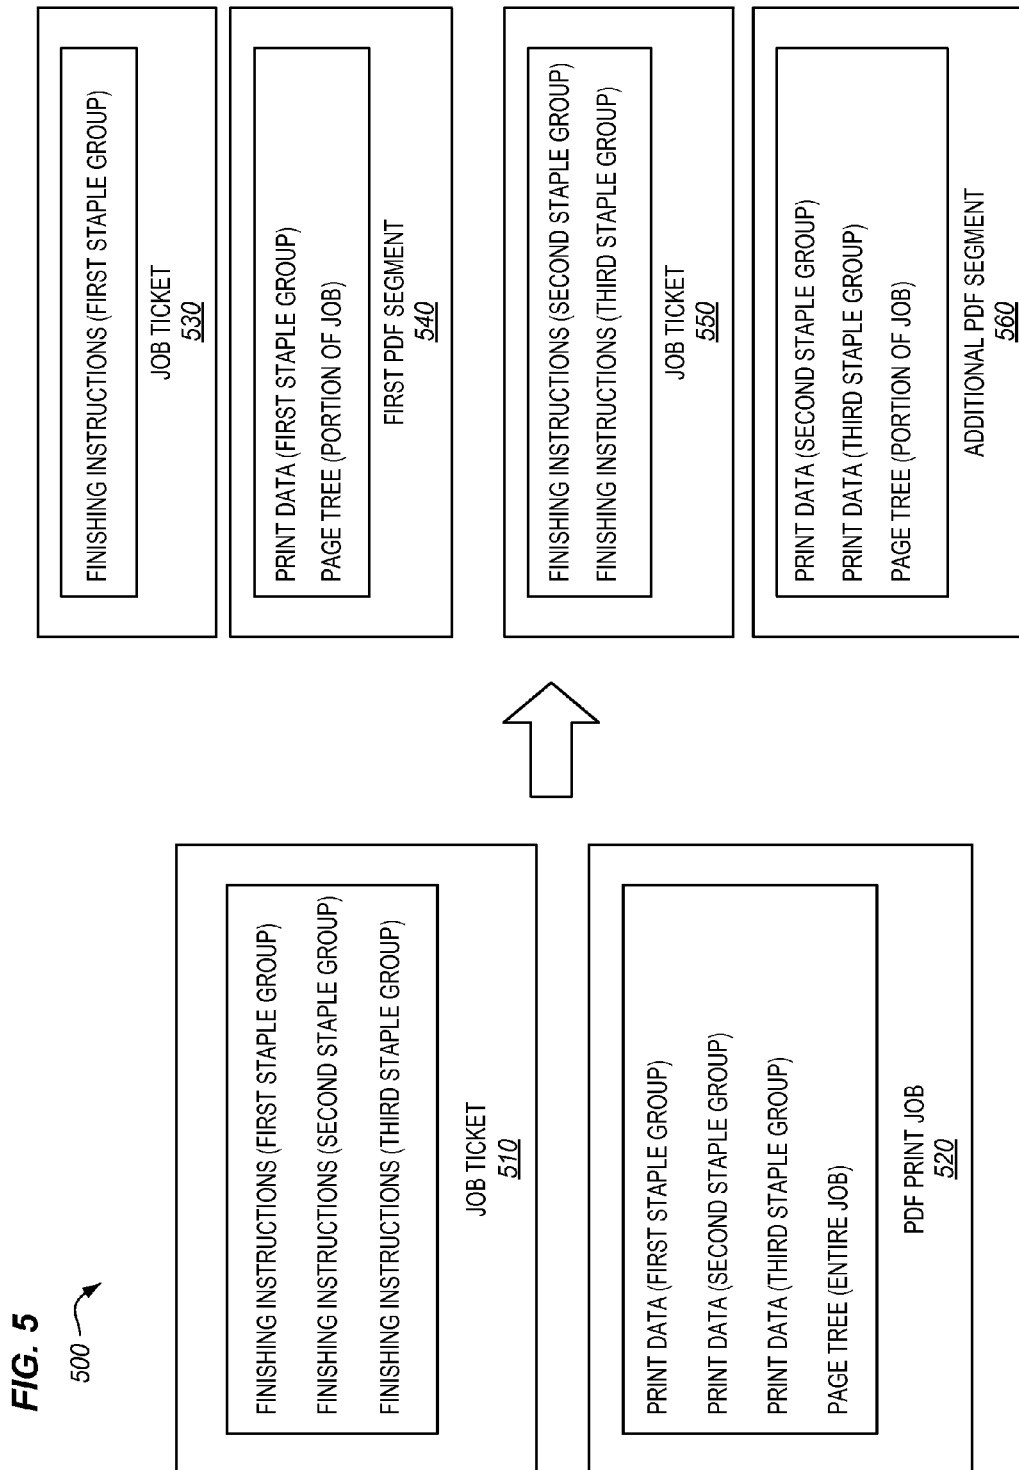 FIG. 5
500
FINISHING INSTRUCTIONS (FIRST STAPLE GROUP)
FINISHING INSTRUCTIONS (SECOND STAPLE GROUP)
FINISHING INSTRUCTIONS (THIRD STAPLE GROUP)
JOB TICKET
510
PRINT DATA (FIRST STAPLE GROUP)
PRINT DATA (SECOND STAPLE GROUP)
PRINT DATA (THIRD STAPLE GROUP)
PAGE TREE (ENTIRE JOB)
PDF PRINT JOB
520
FINISHING INSTRUCTIONS (FIRST STAPLE GROUP)
JOB TICKET
530
PRINT DATA (FIRST STAPLE GROUP)
PAGE TREE (PORTION OF JOB)
FIRST PDF SEGMENT
540
FINISHING INSTRUCTIONS (SECOND STAPLE GROUP)
FINISHING INSTRUCTIONS (THIRD STAPLE GROUP)
JOB TICKET
550
PRINT DATA (SECOND STAPLE GROUP)
PRINT DATA (THIRD STAPLE GROUP)
PAGE TREE (PORTION OF JOB)
ADDITIONAL PDF SEGMENT
560